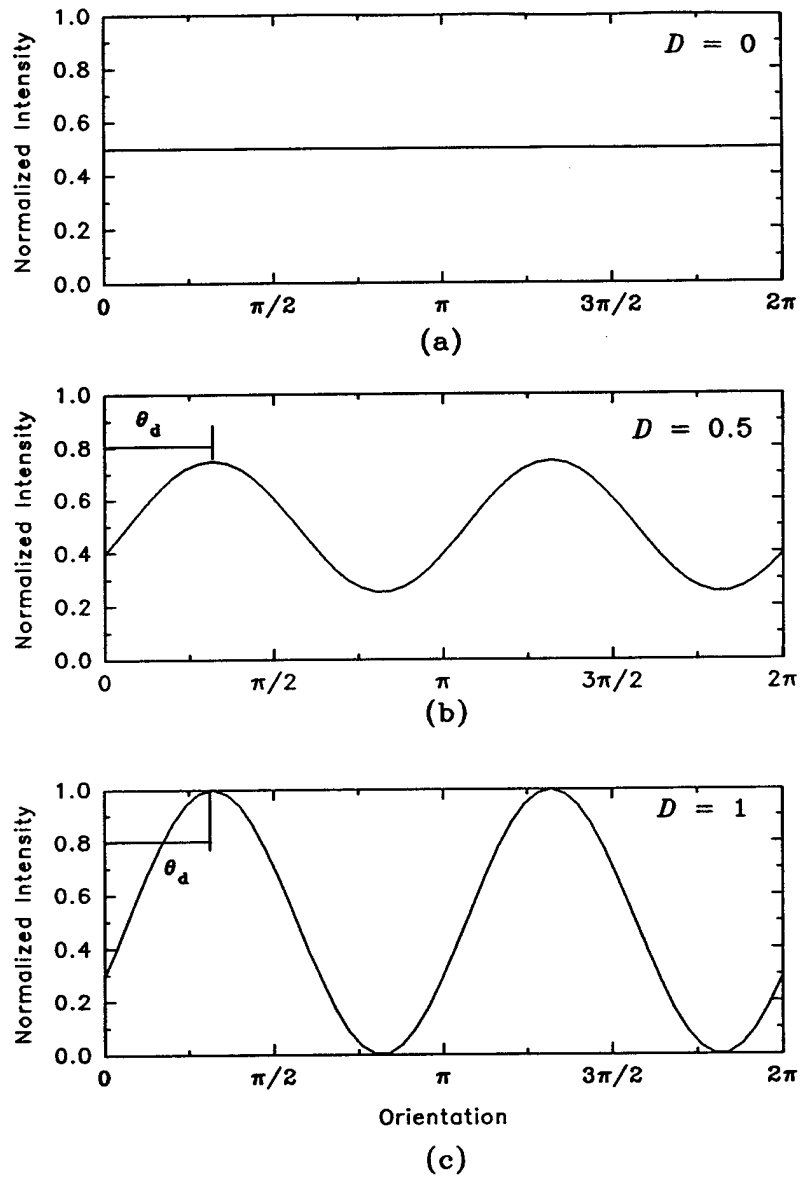 1.0
0.8
0.6
0.4
0.2
0.0
Normalized Intensity
D = 0
0 π/2 π 3π/2 2π
(a)
1.0
0.8
0.6
0.4
0.2
0.0
Normalized Intensity
θd
D = 0.5
0 π/2 π 3π/2 2π
(b)
1.0
0.8
0.6
0.4
0.2
0.0
Normalized Intensity
θd
D = 1
0 π/2 π 3π/2 2π
Orientation
(c)